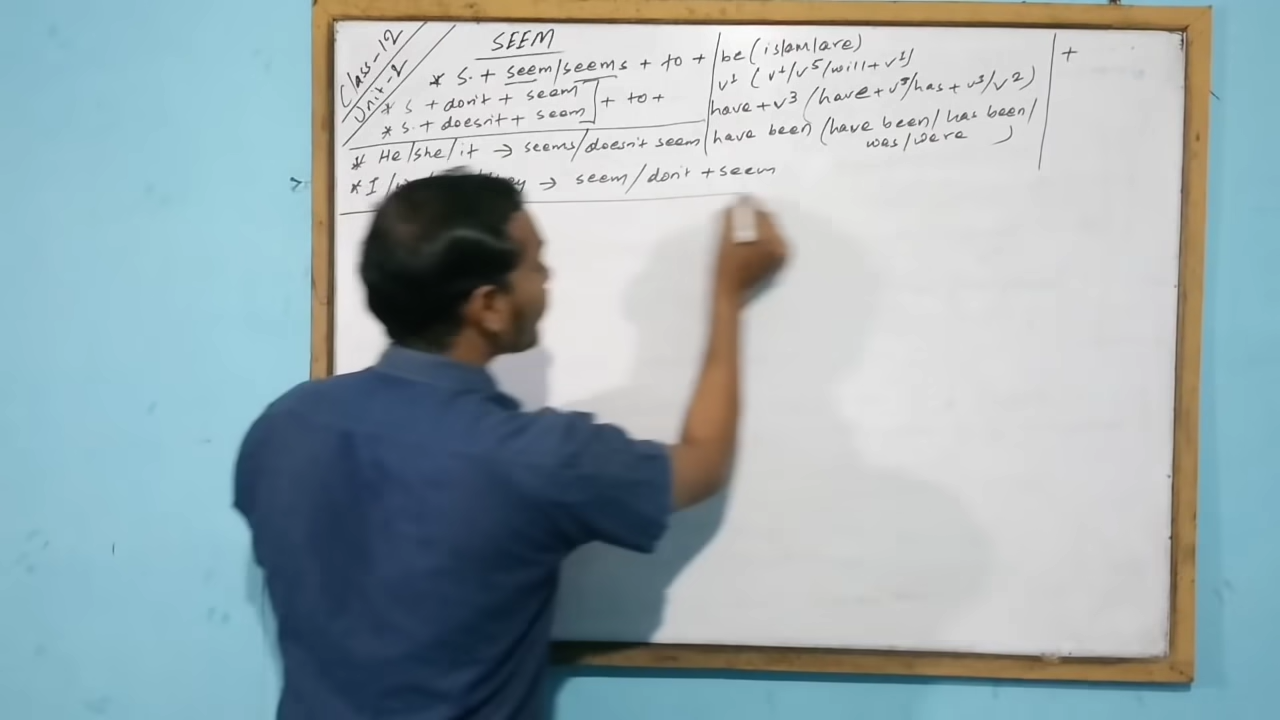 Class-12
Unit-2
SEEM
* S. + seem/seems + to +
* S + don't + seem
* S. + doesn't + seem
+ to +
be (is/am/are)
v¹ (v¹/v⁵/will + v¹)
have + v³ (have + v³/has + v³/v²)
have been (have been/has been/
was/were )
+
* He/she/it → seems/doesn't seem
* I / → seem/don't + seem